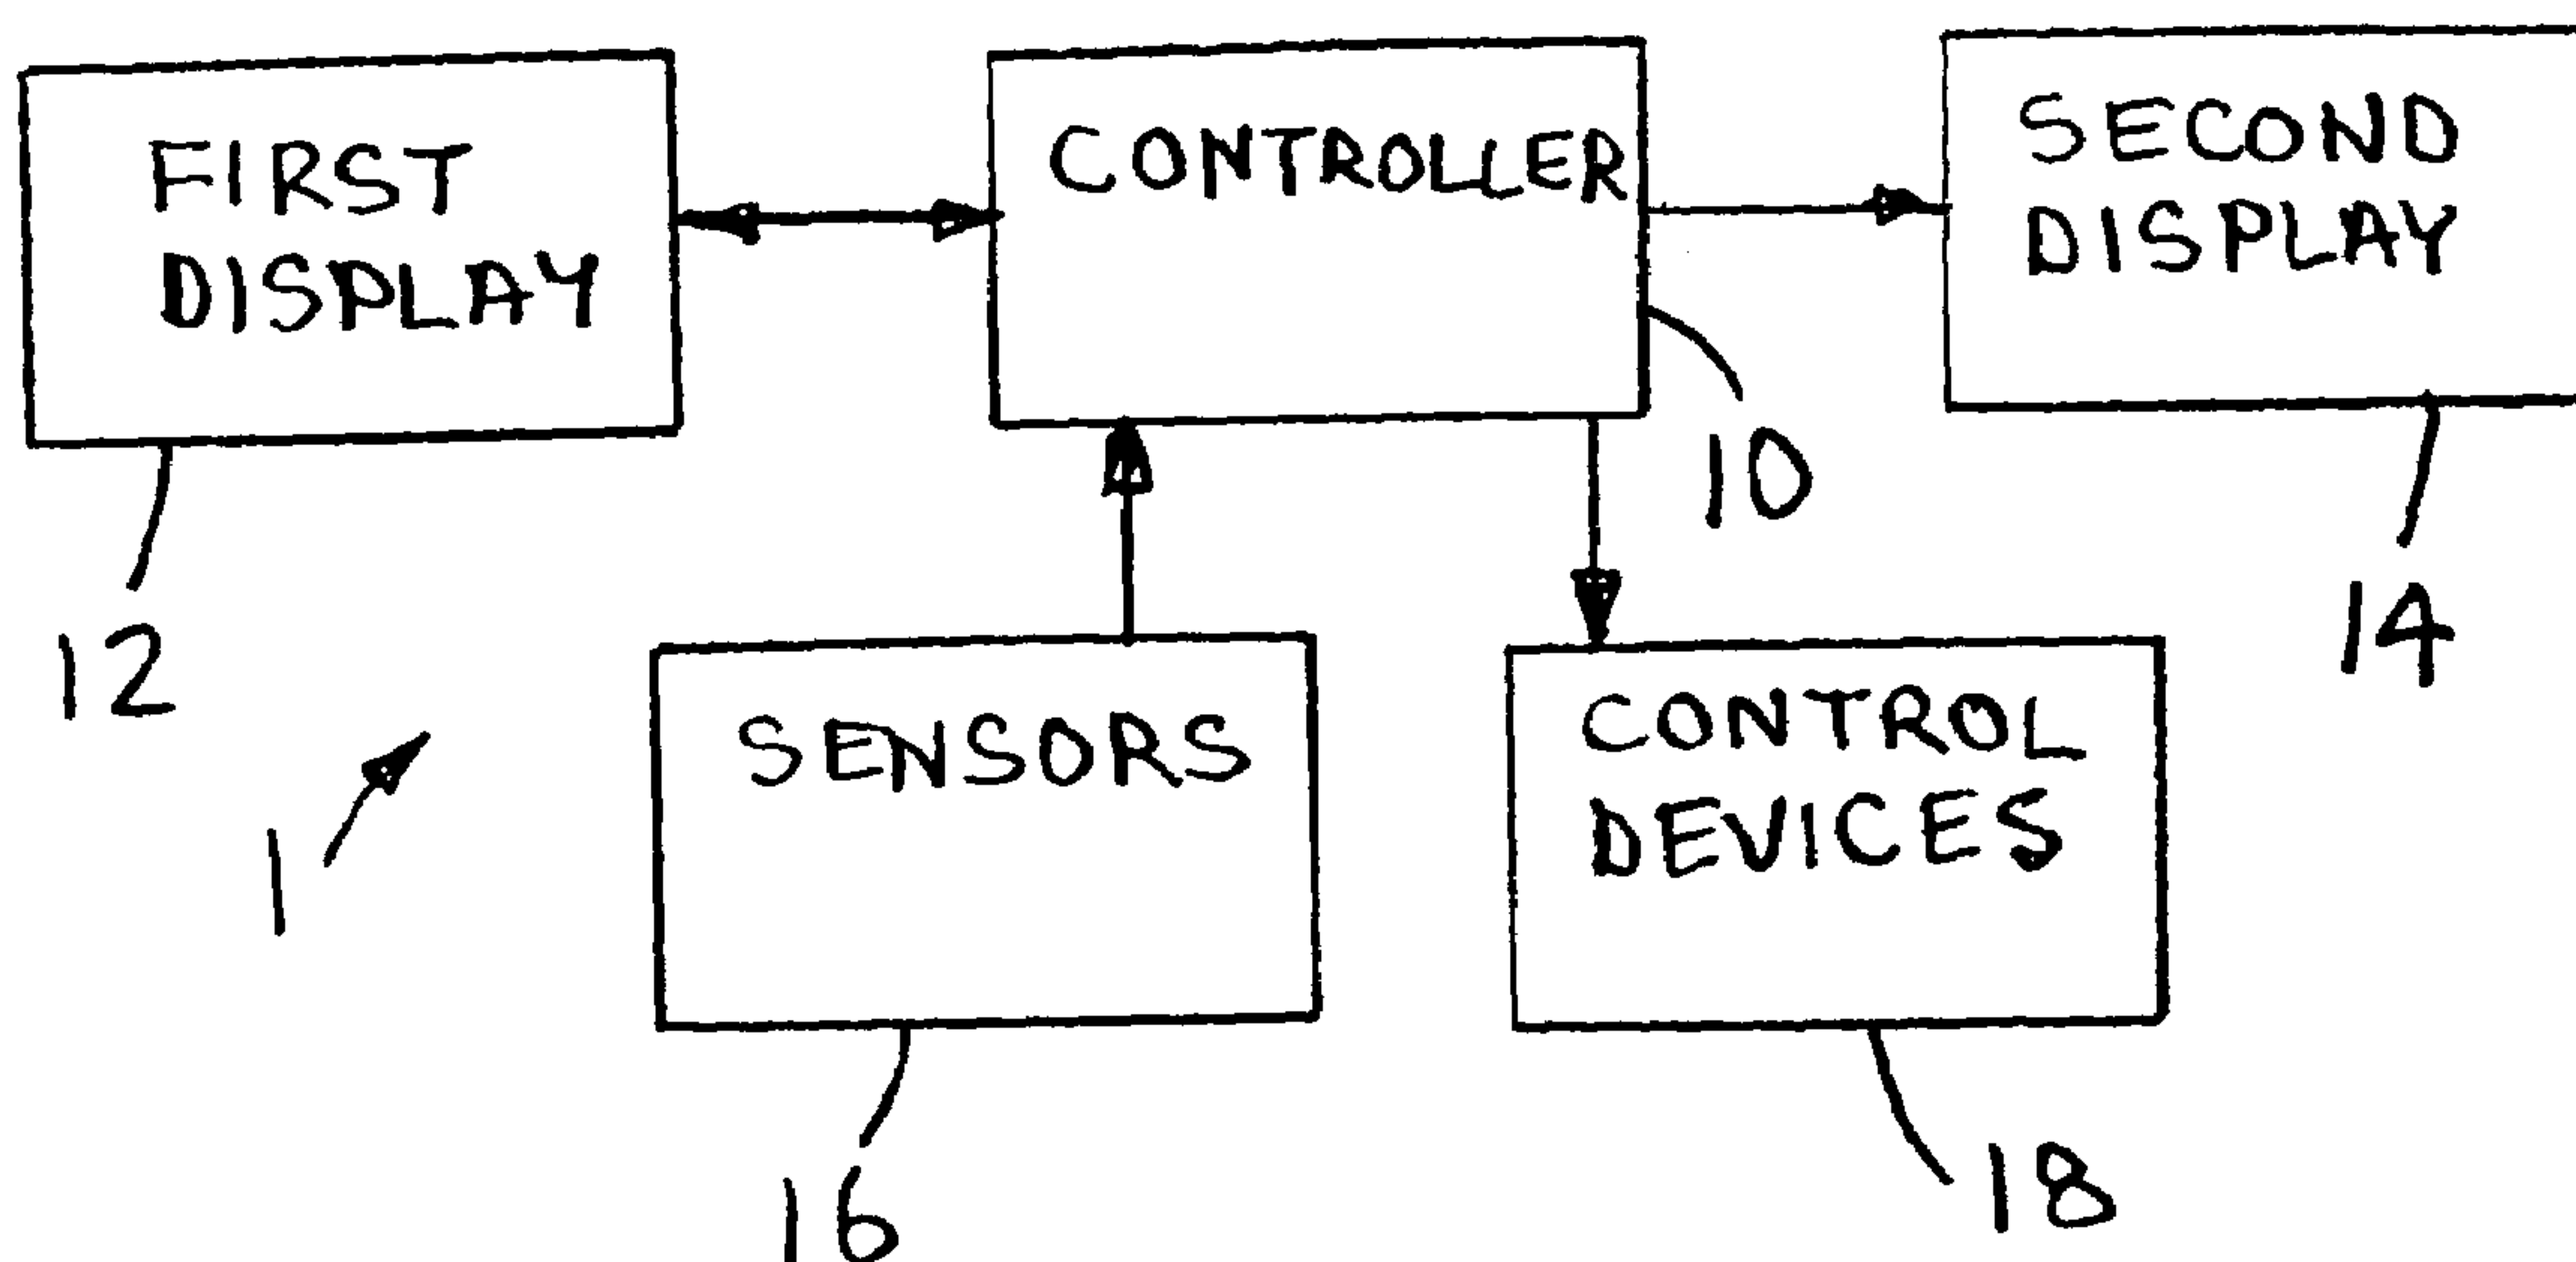 FIRST
DISPLAY
CONTROLLER
SECOND
DISPLAY
10
12
14
1
SENSORS
CONTROL
DEVICES
16
18